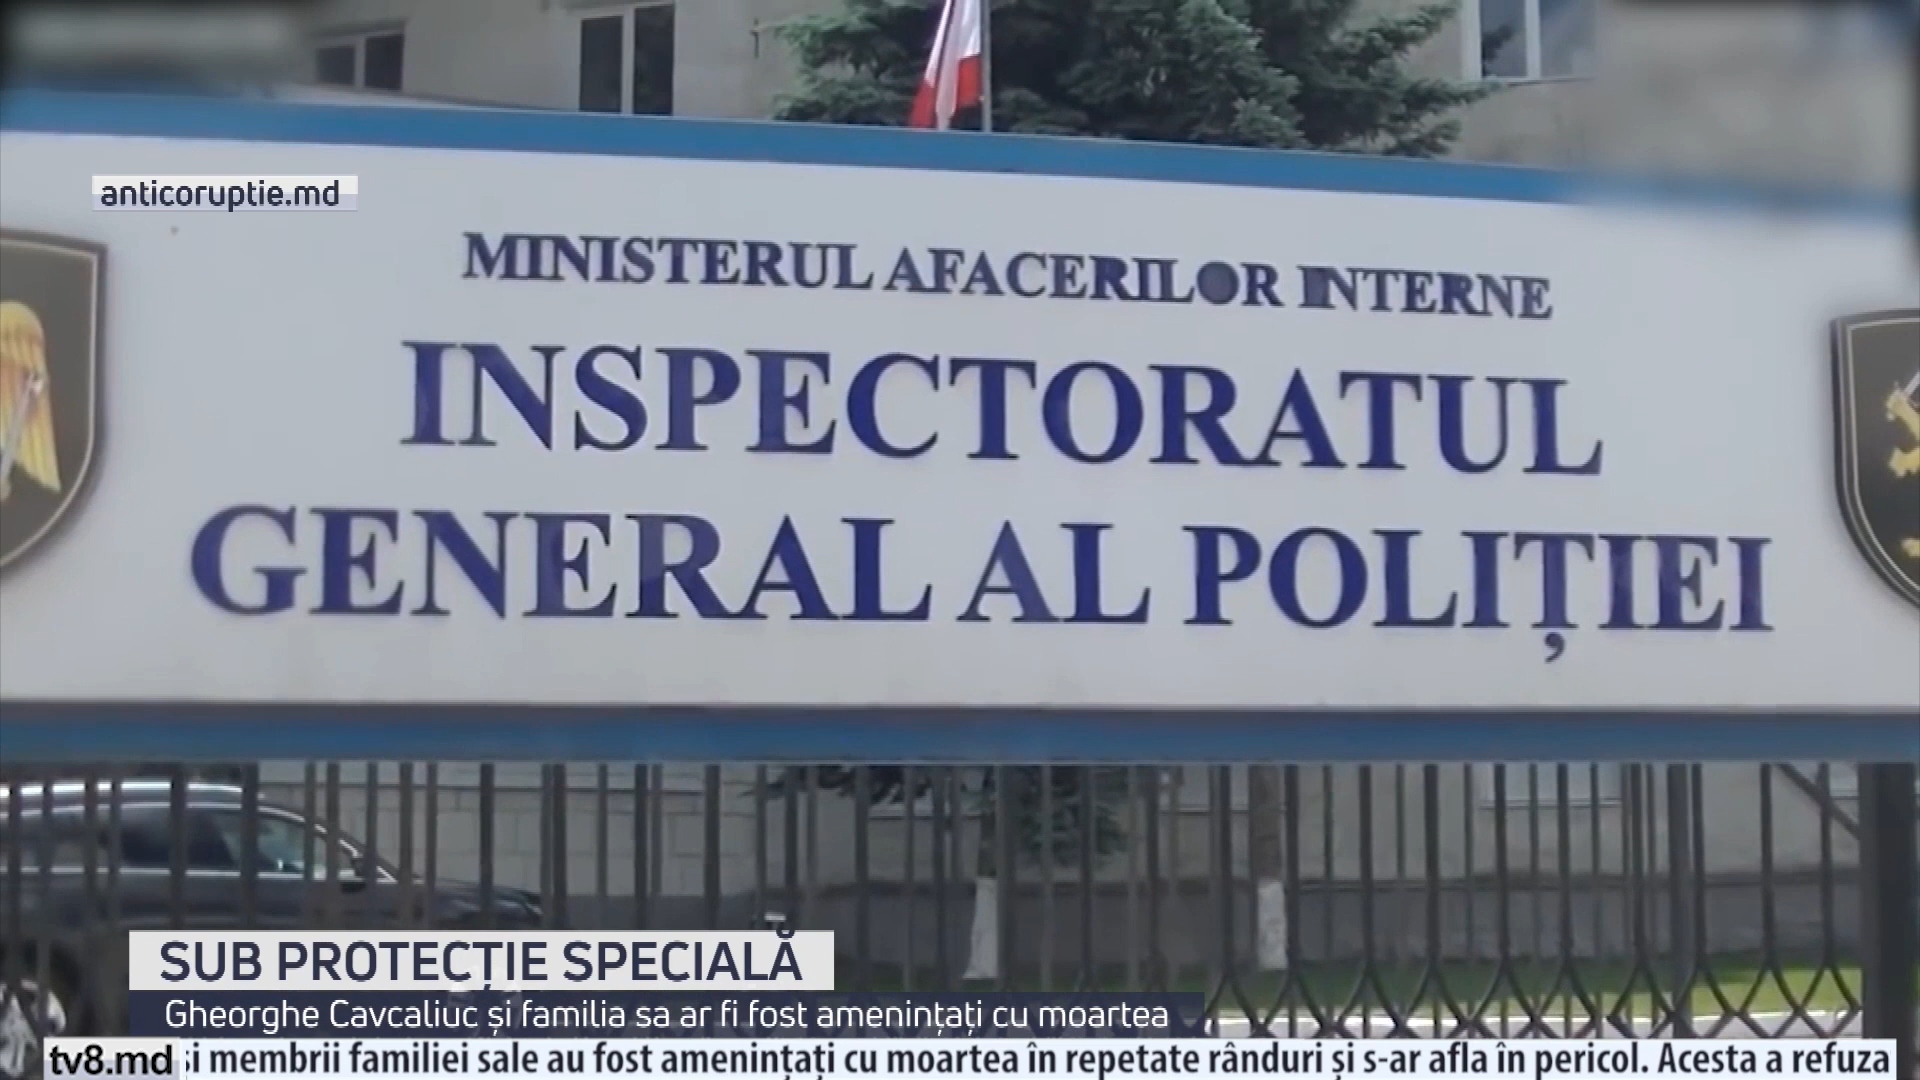 anticoruptie.md
MINISTERUL AFACERILOR INTERNE
INSPECTORATUL
GENERAL AL POLIȚIEI
SUB PROTECȚIE SPECIALĂ
Gheorghe Cavcaliuc și familia sa ar fi fost amenințați cu moartea
tv8.md și membrii familiei sale au fost amenințați cu moartea în repetate rânduri și s-ar afla în pericol. Acesta a refuza